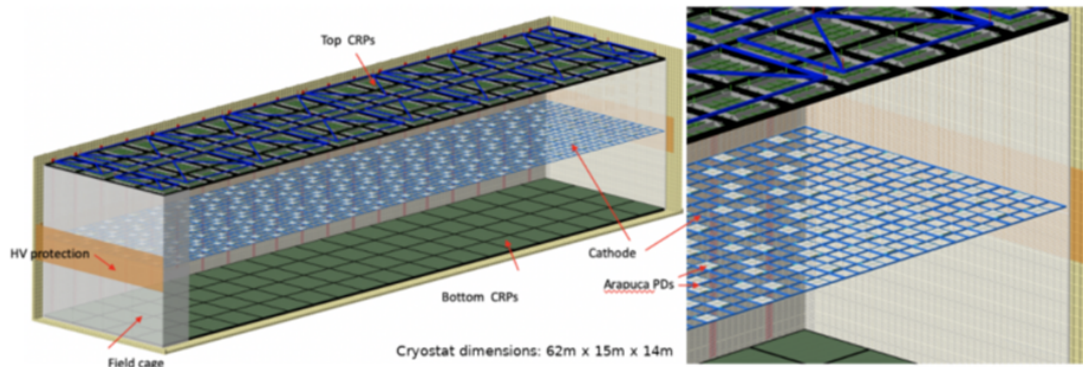 Top CRPs
HV protection
Cathode
Arapuca PDs
Bottom CRPs
Cryostat dimensions: 62m x 15m x 14m
Field cage